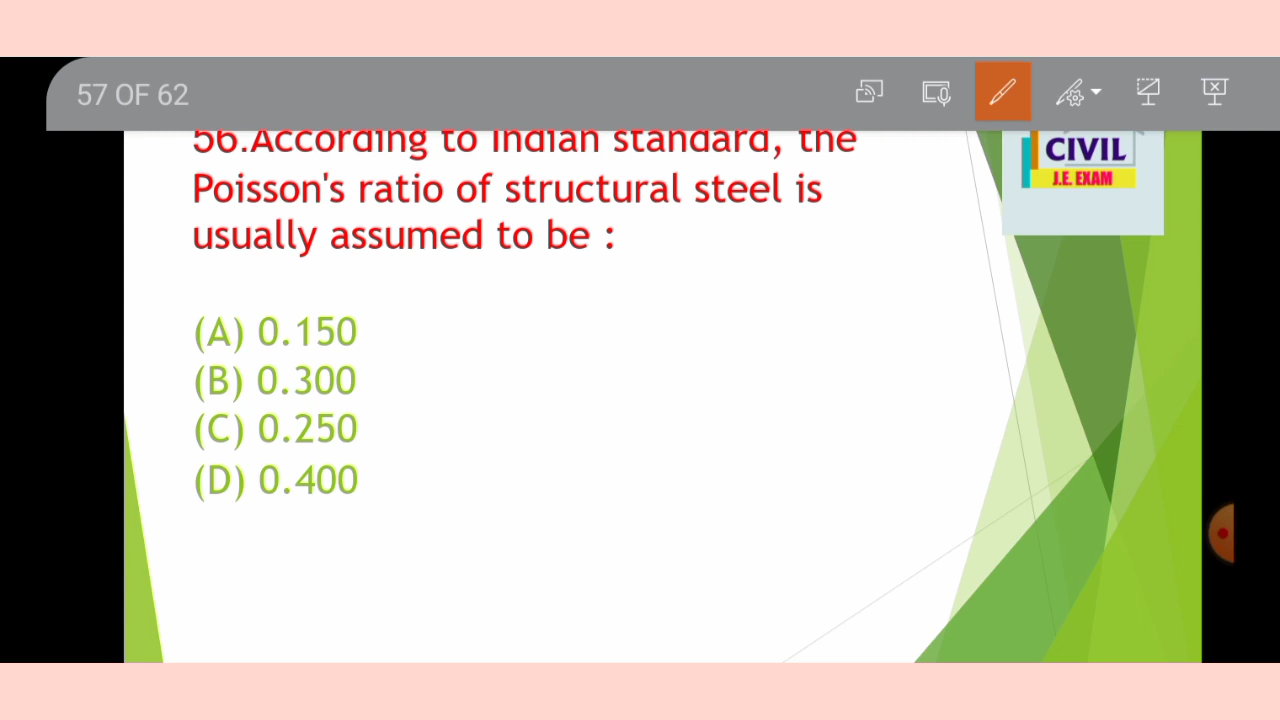 57 OF 62
56.According to Indian standard, the
Poisson's ratio of structural steel is
usually assumed to be :
(A) 0.150
(B) 0.300
(C) 0.250
(D) 0.400
CIVIL
J.E. EXAM